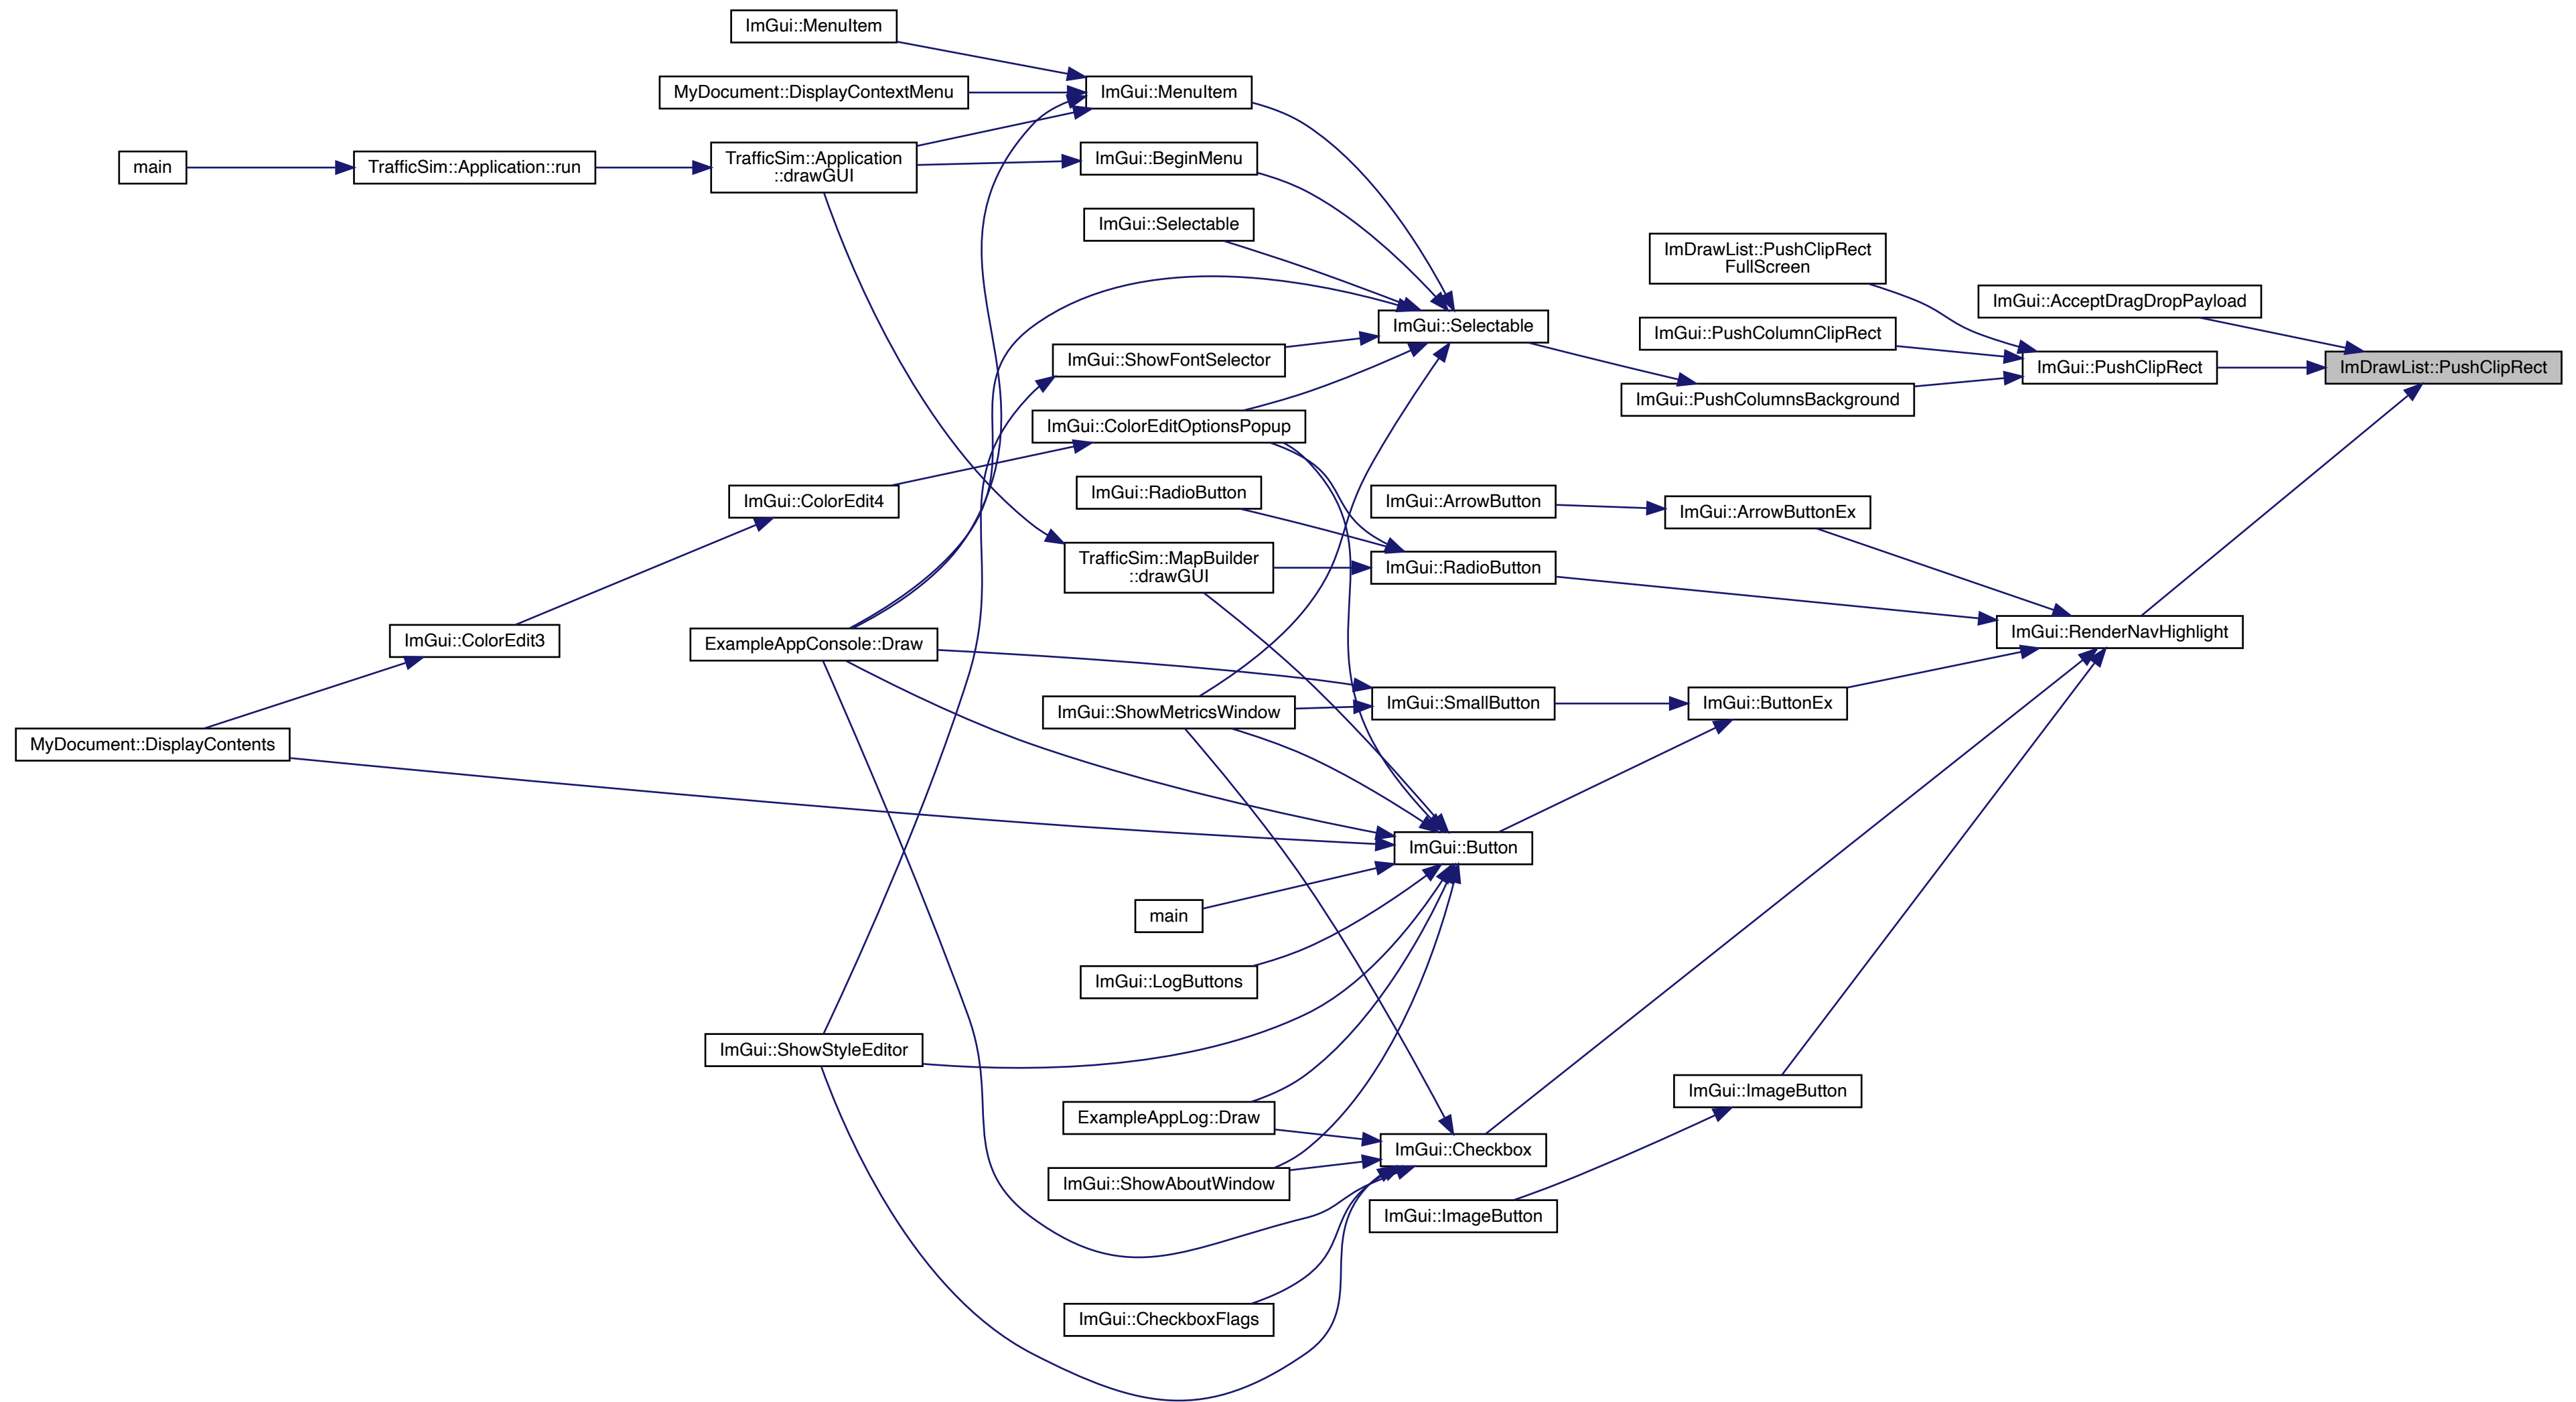 ImGui::MenuItem
MyDocument::DisplayContextMenu
ImGui::MenuItem
main
TrafficSim::Application::run
TrafficSim::Application
::drawGUI
ImGui::BeginMenu
ImGui::Selectable
ImDrawList::PushClipRect
FullScreen
ImGui::AcceptDragDropPayload
ImGui::Selectable
ImGui::PushColumnClipRect
ImGui::ShowFontSelector
ImGui::PushClipRect
ImDrawList::PushClipRect
ImGui::PushColumnsBackground
ImGui::ColorEditOptionsPopup
ImGui::ColorEdit4
ImGui::RadioButton
ImGui::ArrowButton
ImGui::ArrowButtonEx
TrafficSim::MapBuilder
::drawGUI
ImGui::RadioButton
ImGui::ColorEdit3
ExampleAppConsole::Draw
ImGui::RenderNavHighlight
ImGui::ShowMetricsWindow
ImGui::SmallButton
ImGui::ButtonEx
MyDocument::DisplayContents
ImGui::Button
main
ImGui::LogButtons
ImGui::ShowStyleEditor
ImGui::ImageButton
ExampleAppLog::Draw
ImGui::Checkbox
ImGui::ShowAboutWindow
ImGui::ImageButton
ImGui::CheckboxFlags